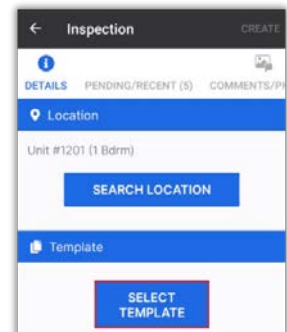 Inspection CREATE
DETAILS PENDING/RECENT (5)
Location
Unit #1201 (1 Bdrm)
SEARCH LOCATION
Template
SELECT
TEMPLATE